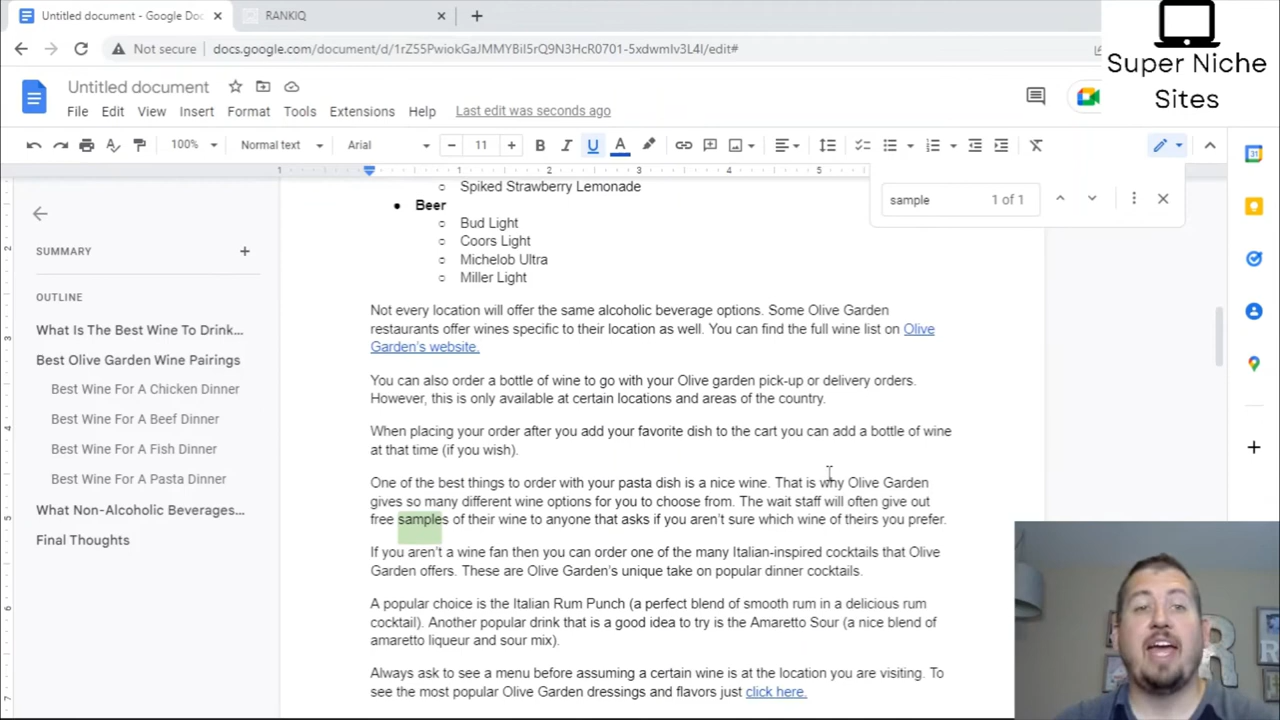 Untitled document - Google Doc
RANKIQ
Not secure
docs.google.com/document/d/1rZ55PwiokGaJMMYBil5rQ9N3HcR0701-5xdwmIv3L4I/edit#
Super Niche
Sites
Untitled document
File Edit View Insert Format Tools Extensions Help Last edit was seconds ago
100% Normal text Arial 11 B I U A
1 1 2 3 4 5
sample 1 of 1
SUMMARY
OUTLINE
What Is The Best Wine To Drink...
Best Olive Garden Wine Pairings
Best Wine For A Chicken Dinner
Best Wine For A Beef Dinner
Best Wine For A Fish Dinner
Best Wine For A Pasta Dinner
What Non-Alcoholic Beverages...
Final Thoughts
Spiked Strawberry Lemonade
Beer
Bud Light
Coors Light
Michelob Ultra
Miller Light
Not every location will offer the same alcoholic beverage options. Some Olive Garden
restaurants offer wines specific to their location as well. You can find the full wine list on Olive
Garden's website.
You can also order a bottle of wine to go with your Olive garden pick-up or delivery orders.
However, this is only available at certain locations and areas of the country.
When placing your order after you add your favorite dish to the cart you can add a bottle of wine
at that time (if you wish).
One of the best things to order with your pasta dish is a nice wine. That is why Olive Garden
gives so many different wine options for you to choose from. The wait staff will often give out
free samples of their wine to anyone that asks if you aren't sure which wine of theirs you prefer.
If you aren't a wine fan then you can order one of the many Italian-inspired cocktails that Olive
Garden offers. These are Olive Garden's unique take on popular dinner cocktails.
A popular choice is the Italian Rum Punch (a perfect blend of smooth rum in a delicious rum
cocktail). Another popular drink that is a good idea to try is the Amaretto Sour (a nice blend of
amaretto liqueur and sour mix).
Always ask to see a menu before assuming a certain wine is at the location you are visiting. To
see the most popular Olive Garden dressings and flavors just click here.
2
3
4
5
6
7
31
R